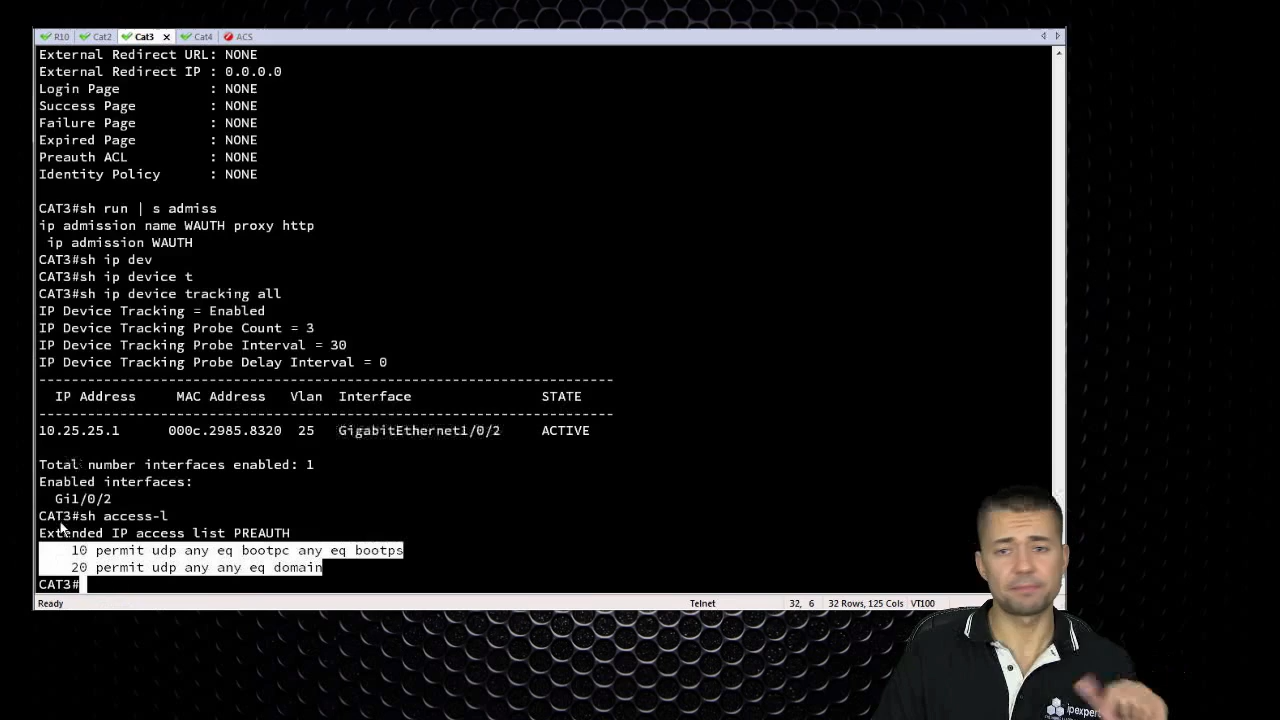 R10 Cat2 Cat3 Cat4 ACS
External Redirect URL: NONE
External Redirect IP : 0.0.0.0
Login Page : NONE
Success Page : NONE
Failure Page : NONE
Expired Page : NONE
Preauth ACL : NONE
Identity Policy : NONE
CAT3#sh run | s admiss
ip admission name WAUTH proxy http
ip admission WAUTH
CAT3#sh ip dev
CAT3#sh ip device t
CAT3#sh ip device tracking all
IP Device Tracking = Enabled
IP Device Tracking Probe Count = 3
IP Device Tracking Probe Interval = 30
IP Device Tracking Probe Delay Interval = 0
-----------------------------------------------------------------------
IP Address MAC Address Vlan Interface STATE
-----------------------------------------------------------------------
10.25.25.1 000c.2985.8320 25 GigabitEthernet1/0/2 ACTIVE
Total number interfaces enabled: 1
Enabled interfaces:
Gi1/0/2
CAT3#sh access-l
Extended IP access list PREAUTH
10 permit udp any eq bootpc any eq bootps
20 permit udp any any eq domain
CAT3#
Ready Telnet 32, 6 32 Rows, 125 Cols VT100
ipexper